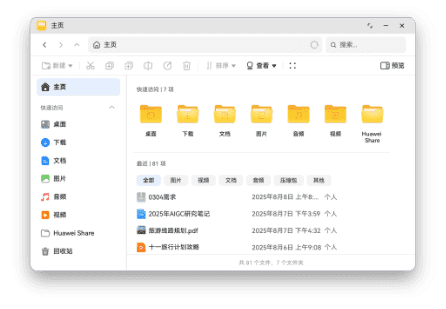 主页
主页
搜索...
新建
排序
查看
预览
主页
快速访问
桌面
下载
文档
图片
音频
视频
Huawei Share
回收站
快速访问 | 7 项
桌面
下载
文档
图片
音频
视频
Huawei Share
最近 | 81 项
全部 图片 视频 文档 音频 压缩包 其他
0304需求 2025年8月8日 上午8... 个人
2025年AIGC研究笔记 2025年8月7日 下午3:59 个人
旅游线路规划.pdf 2025年8月7日 下午4:32 个人
十一旅行计划攻略 2025年8月6日 上午9:08 个人
共 81 个文件，7 个文件夹